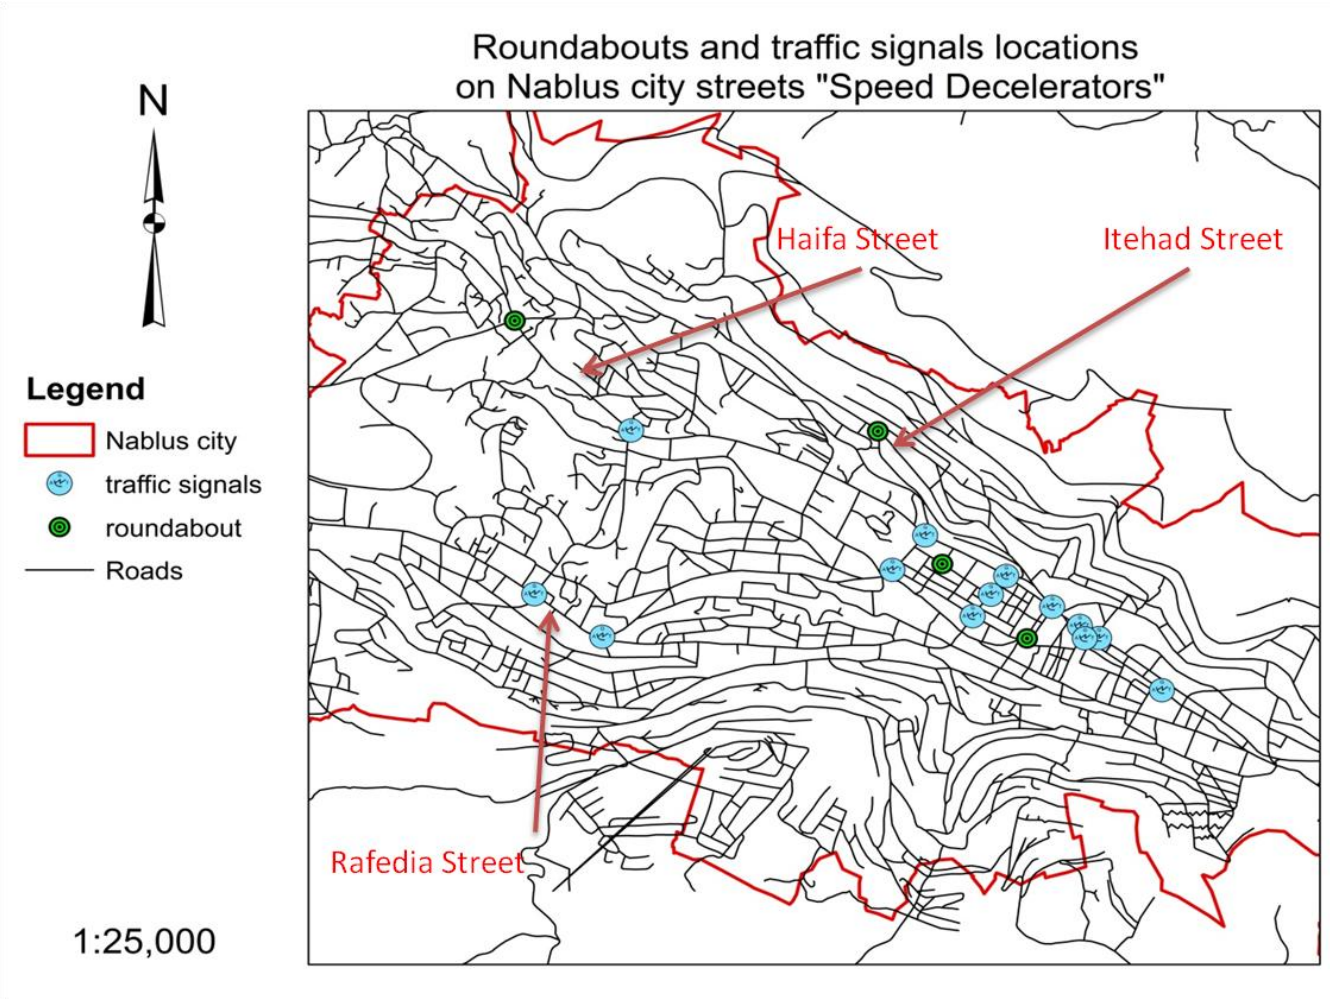 Roundabouts and traffic signals locations
on Nablus city streets "Speed Decelerators"
N
Haifa Street
Itehad Street
Legend
Nablus city
traffic signals
roundabout
Roads
Rafedia Street
1:25,000